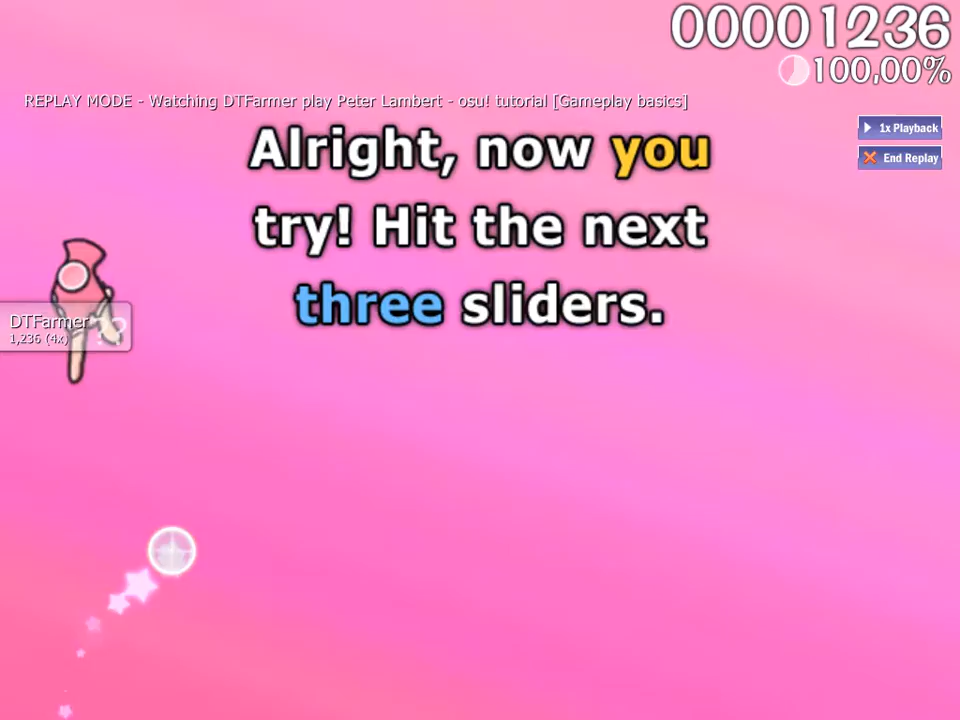 00001236
100,00%
REPLAY MODE - Watching DTFarmer play Peter Lambert - osu! tutorial [Gameplay basics]
1x Playback
End Replay
Alright, now you
try! Hit the next
three sliders.
DTFarmer
1,236 (4x)